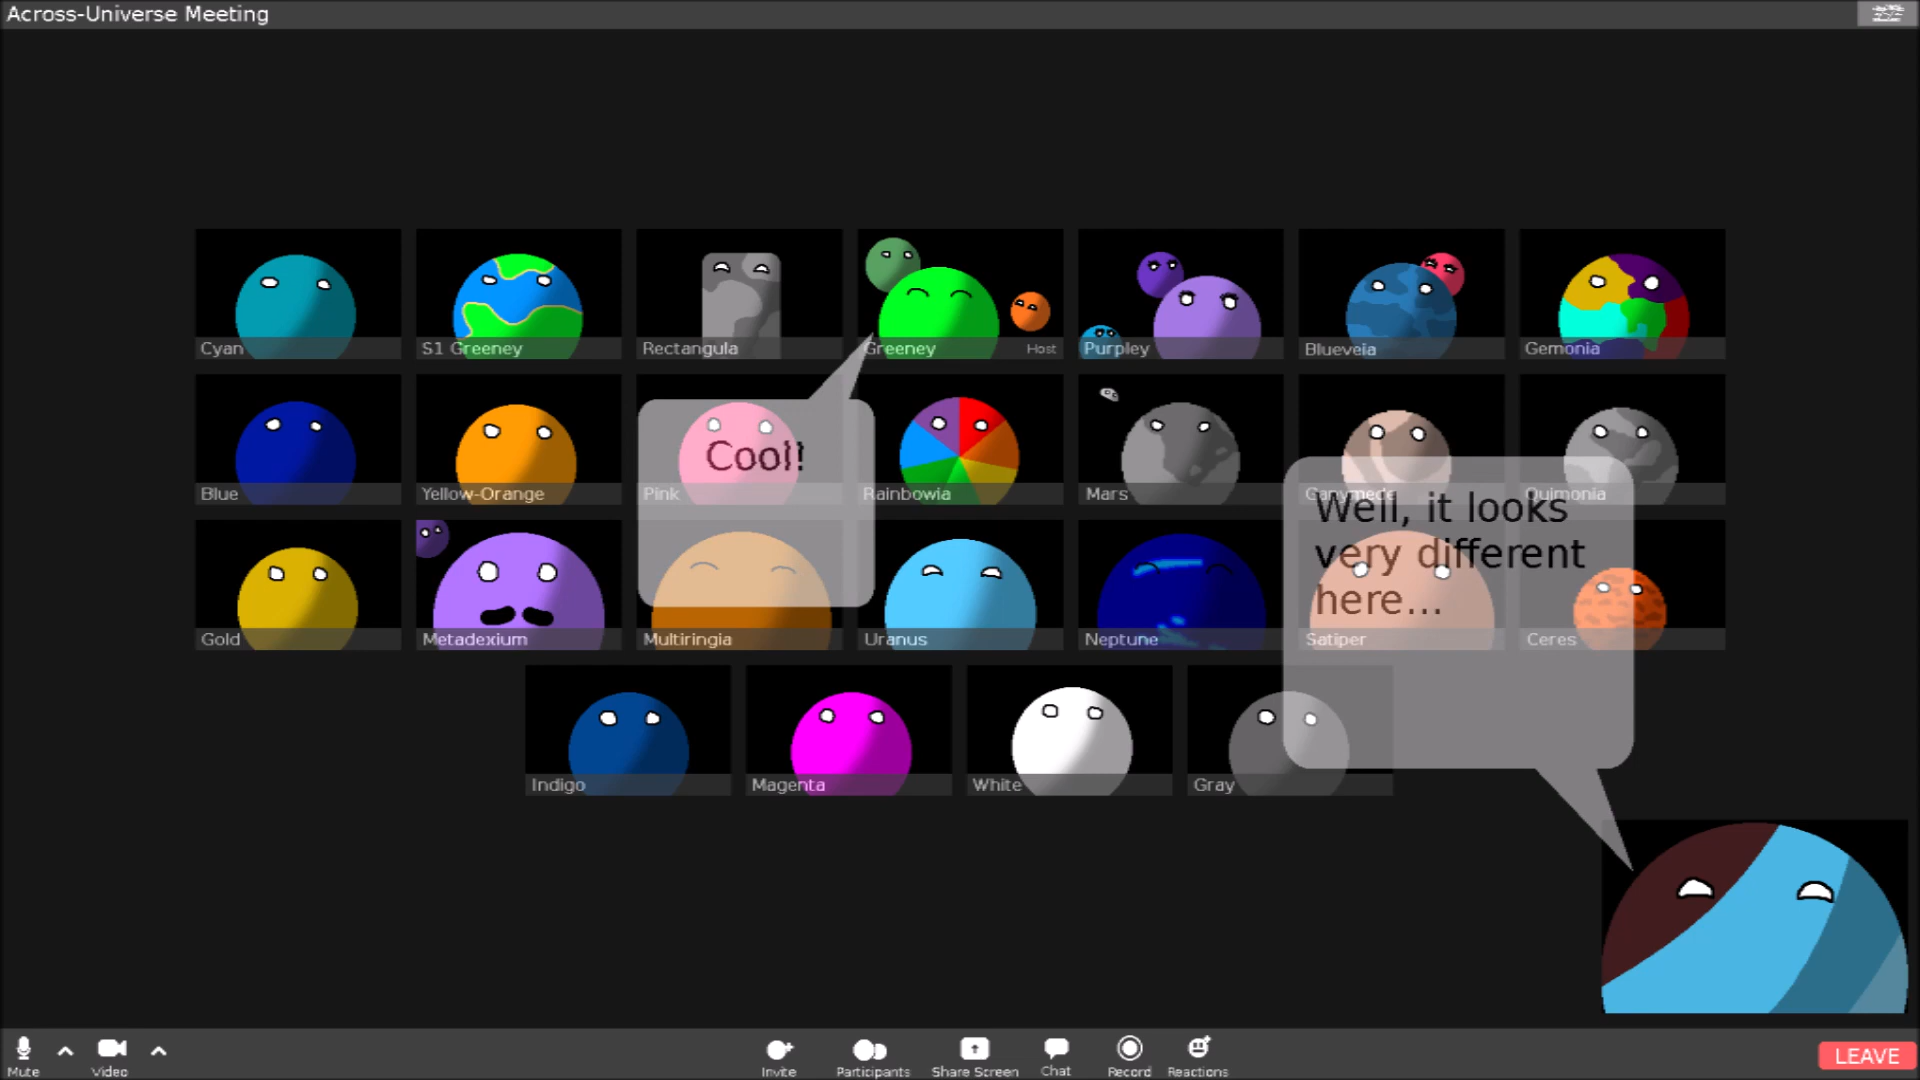 Across-Universe Meeting
Cyan
S1 Greeney
Rectangula
Greeney
Host
Purpley
Blueveia
Gemonia
Blue
Yellow-Orange
Pink
Cool!
Rainbowia
Mars
Ganymede
Quimonia
Well, it looks
very different
here...
Gold
Metadexium
Multiringia
Uranus
Neptune
Satiper
Ceres
Indigo
Magenta
White
Gray
Mute
Video
Invite
Participants
Share Screen
Chat
Record
Reactions
LEAVE